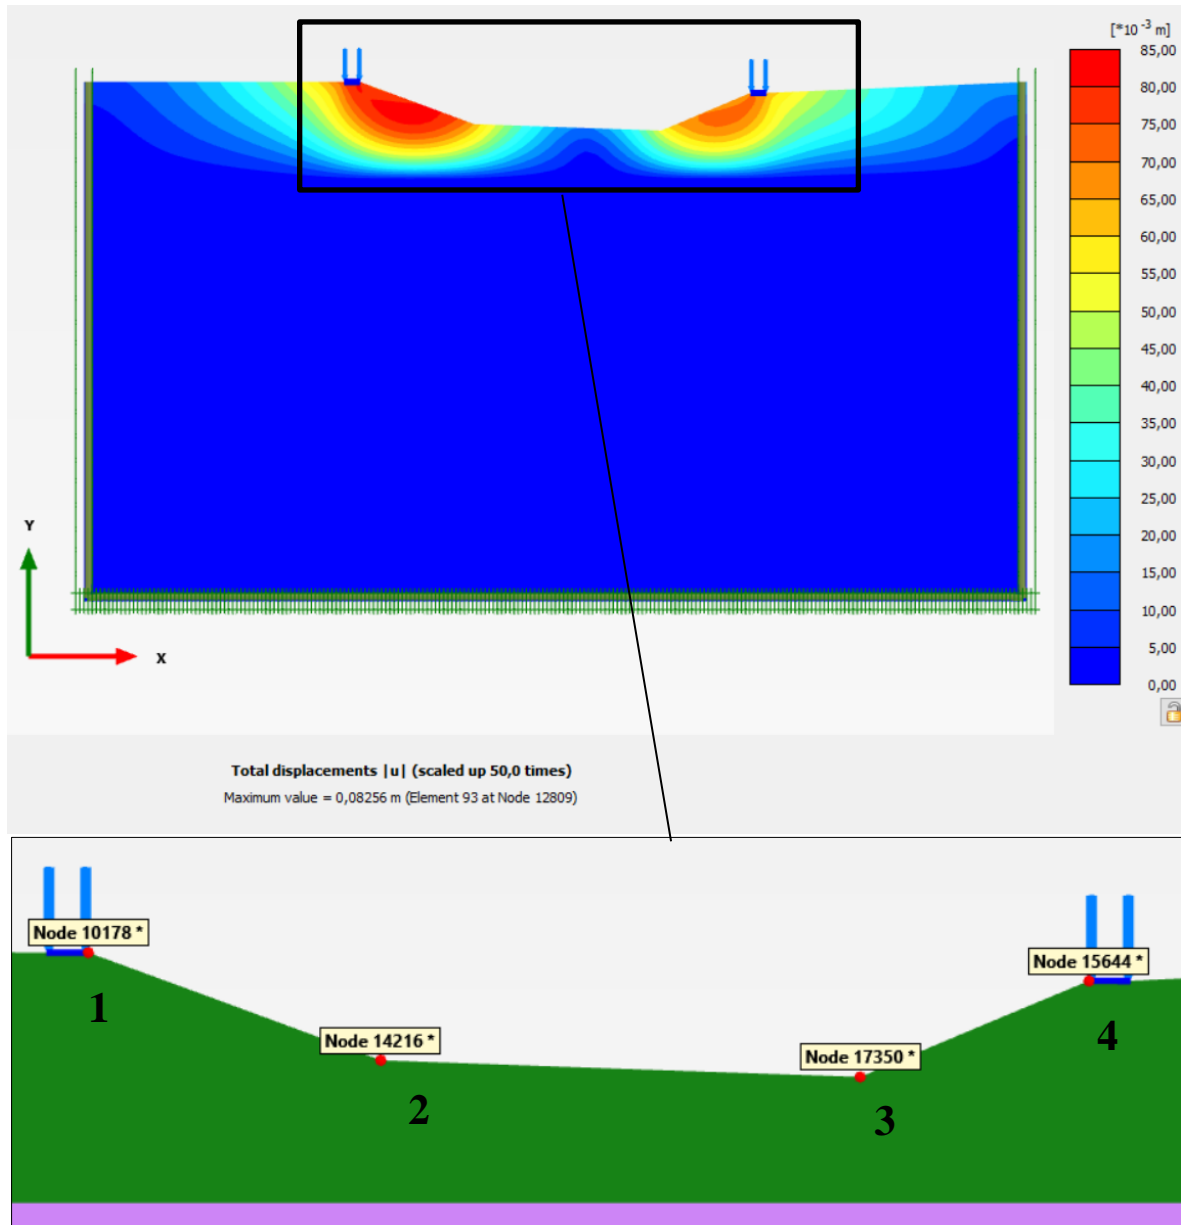 [*10 -3 m]
85,00
80,00
75,00
70,00
65,00
60,00
55,00
50,00
45,00
40,00
35,00
30,00
25,00
20,00
15,00
10,00
5,00
0,00
Y
X
Total displacements |u| (scaled up 50,0 times)
Maximum value = 0,08256 m (Element 93 at Node 12809)
Node 10178 *
Node 15644 *
1
4
Node 14216 *
Node 17350 *
2
3